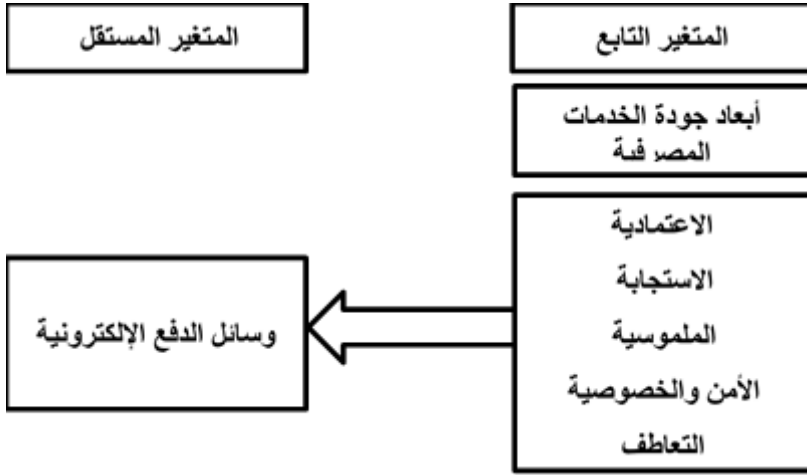 المتغير التابع
المتغير المستقل
أبعاد جودة الخدمات
المصرفية
الاعتمادية
الاستجابة
الملموسية
الأمن والخصوصية
التعاطف
وسائل الدفع الإلكترونية